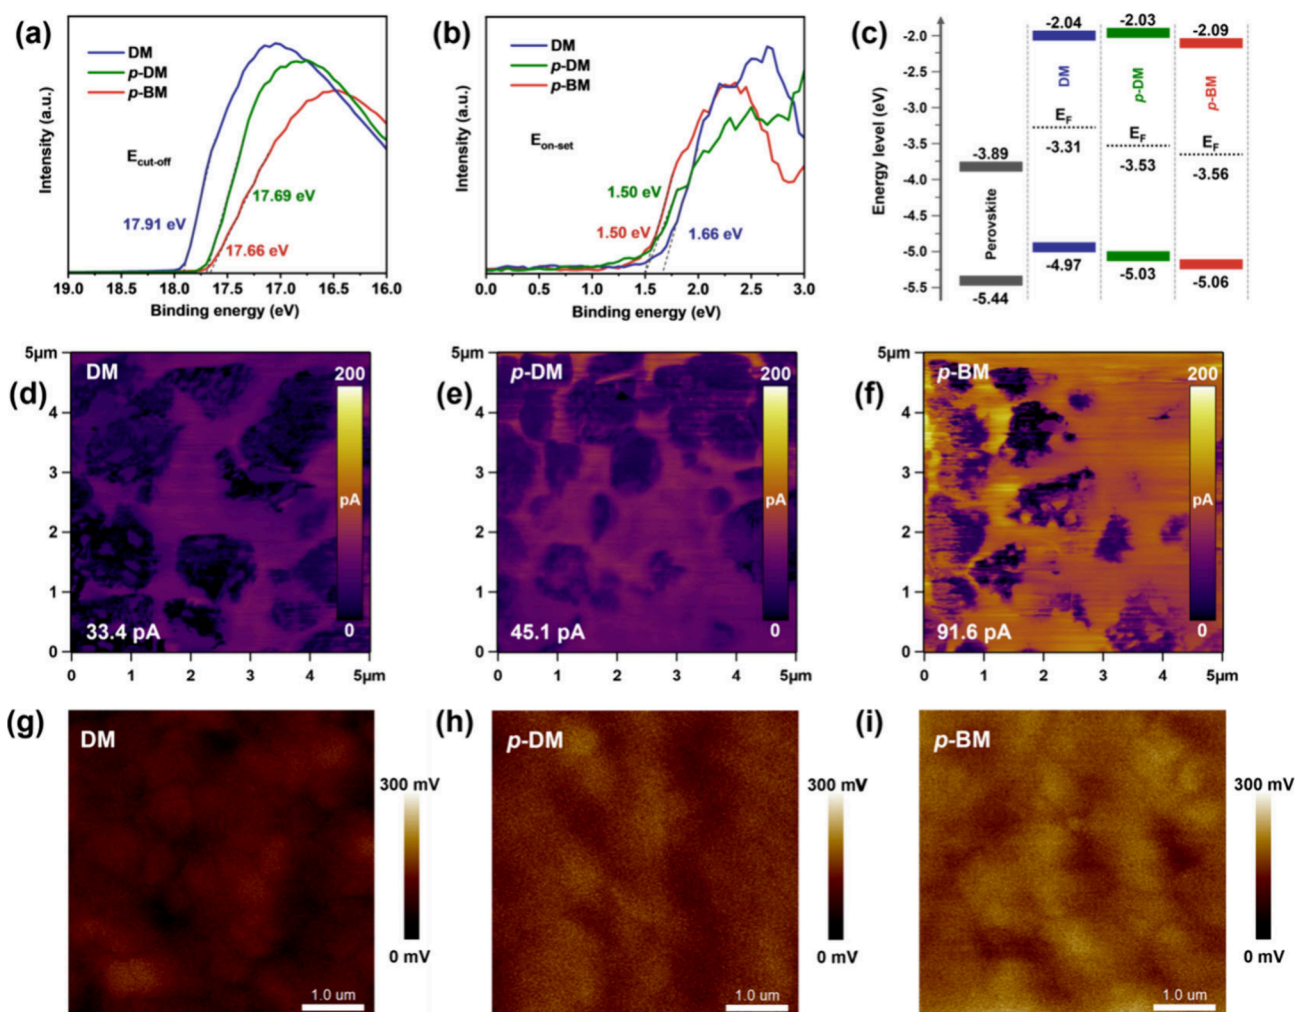 (a)
Intensity (a.u.)
DM
p-DM
p-BM
E cut-off
17.91 eV
17.69 eV
17.66 eV
19.0 18.5 18.0 17.5 17.0 16.5 16.0
Binding energy (eV)
(b)
Intensity (a.u.)
DM
p-DM
p-BM
E on-set
1.50 eV
1.50 eV
1.66 eV
0.0 0.5 1.0 1.5 2.0 2.5 3.0
Binding energy (eV)
(c)
Energy level (eV)
-2.0
-2.5
-3.0
-3.5
-4.0
-4.5
-5.0
-5.5
-3.89
Perovskite
-5.44
-2.04
DM
EF
-3.31
-4.97
-2.03
p-DM
EF
-3.53
-5.03
-2.09
p-BM
EF
-3.56
-5.06
(d)
5µm
4
3
2
1
0
DM
200
pA
0
33.4 pA
0 1 2 3 4 5µm
(e)
5µm
4
3
2
1
0
p-DM
200
pA
0
45.1 pA
0 1 2 3 4 5µm
(f)
5µm
4
3
2
1
0
p-BM
200
pA
0
91.6 pA
0 1 2 3 4 5µm
(g)
DM
300 mV
0 mV
1.0 um
(h)
p-DM
300 mV
0 mV
1.0 um
(i)
p-BM
300 mV
0 mV
1.0 um